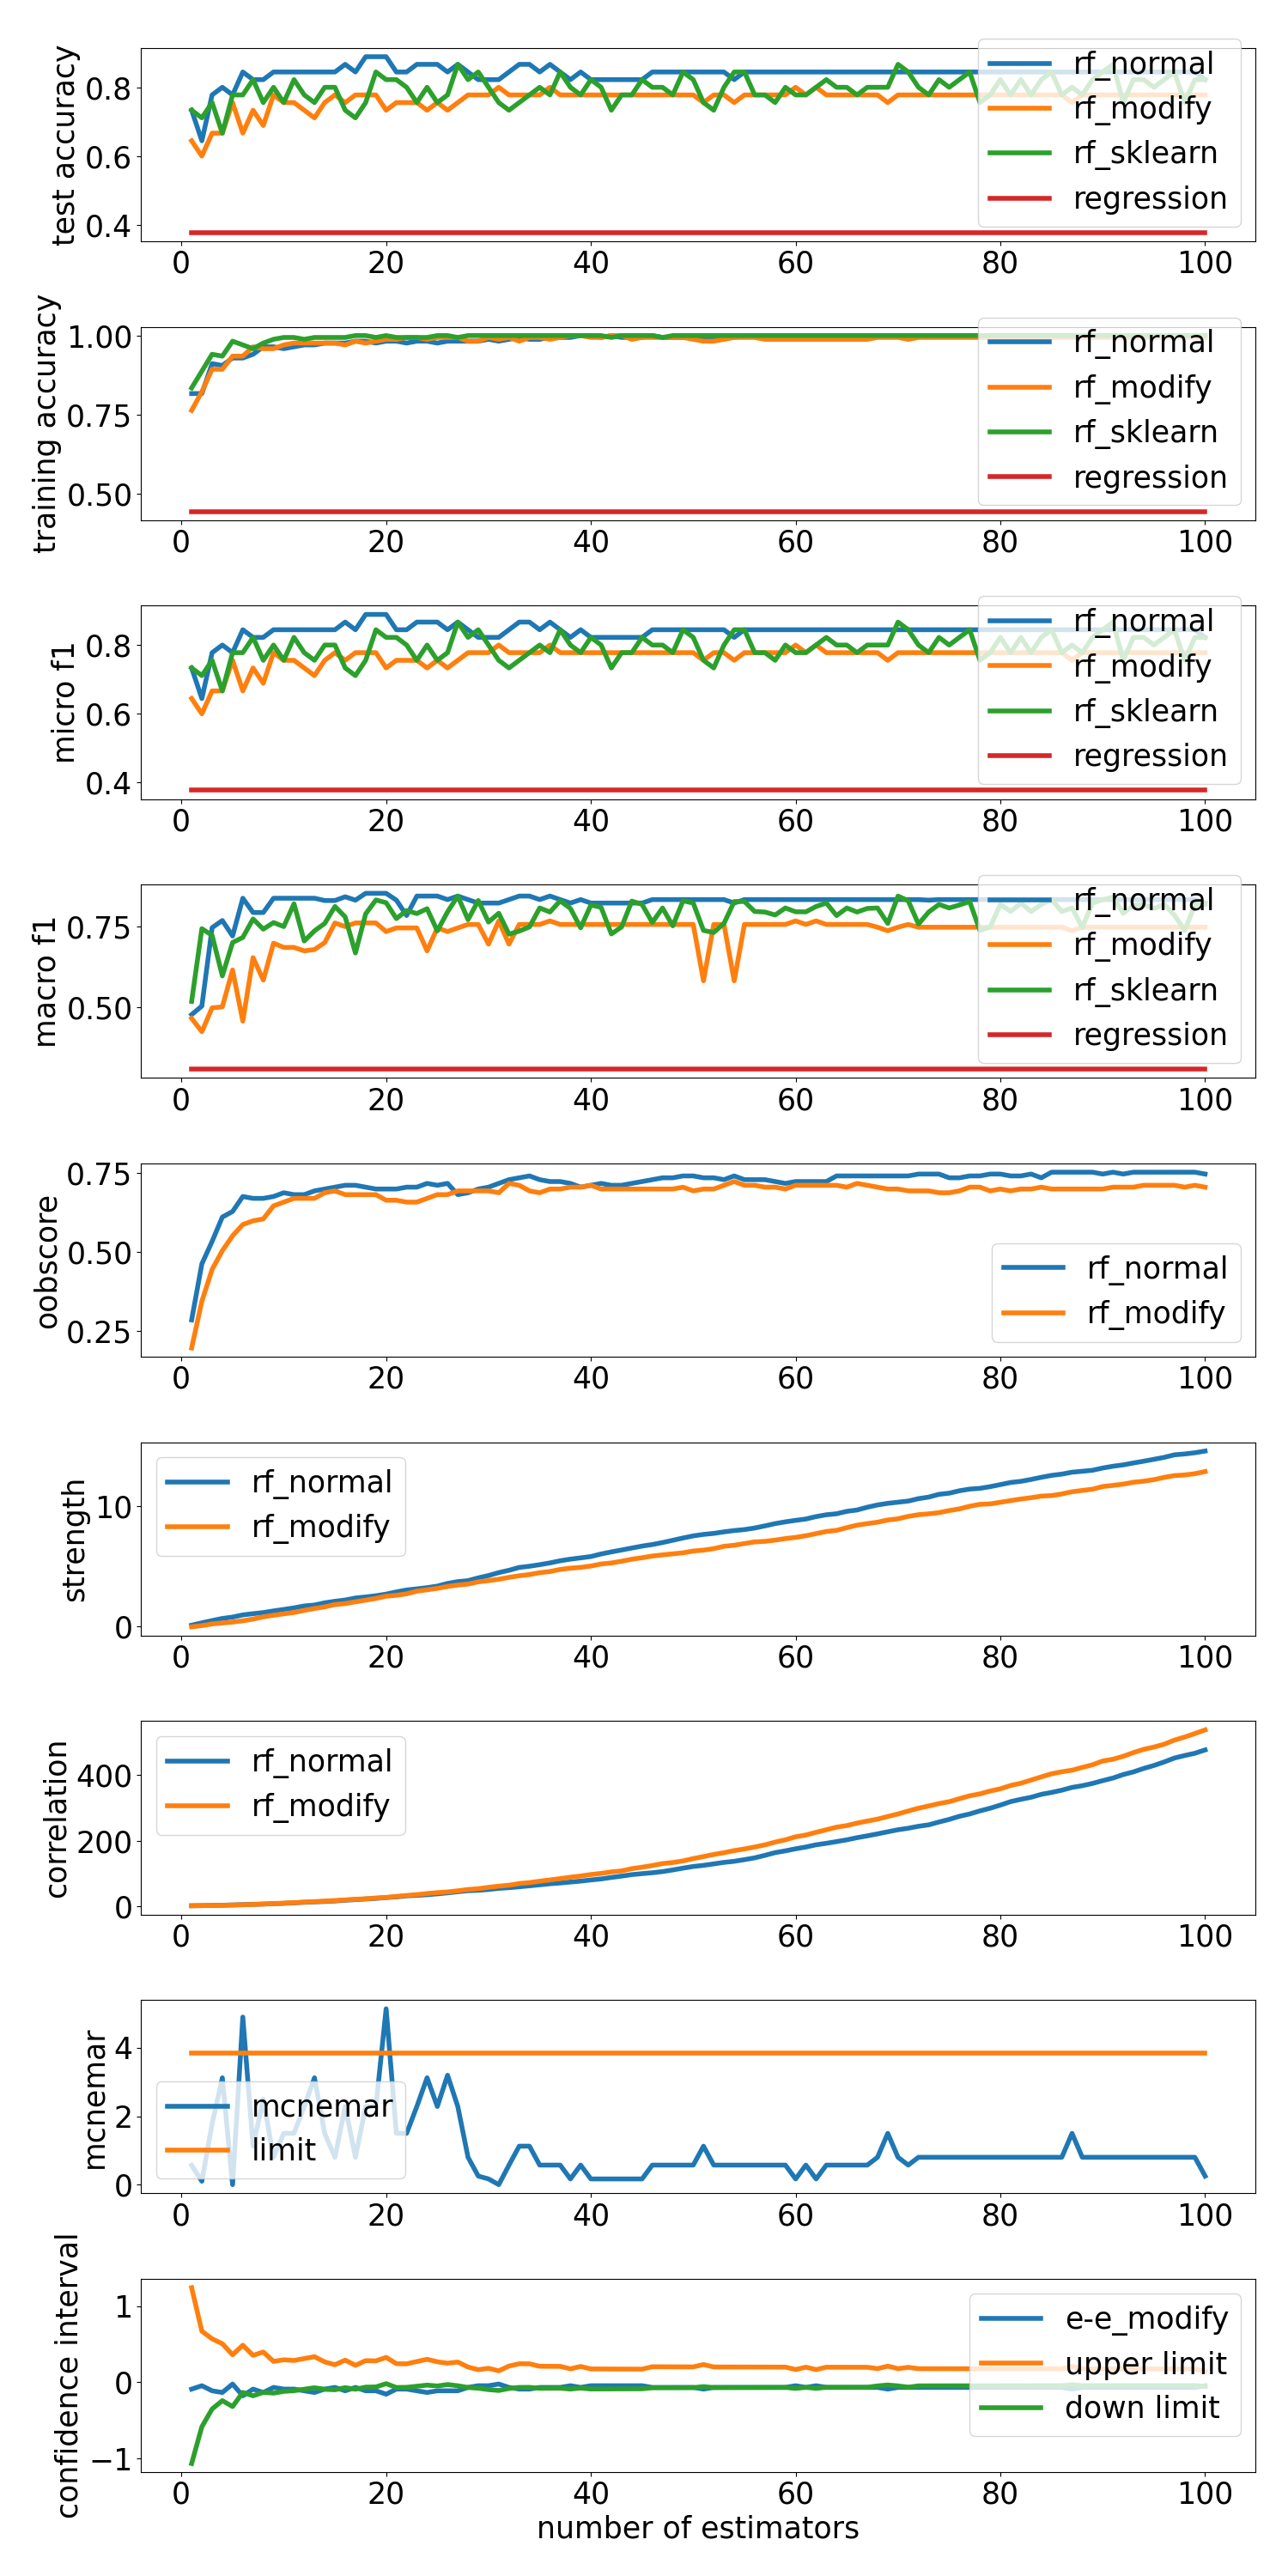 test accuracy
0.8
0.6
0.4
rf_normal
rf_modify
rf_sklearn
regression
0 20 40 60 80 100
training accuracy
1.00
0.75
0.50
rf_normal
rf_modify
rf_sklearn
regression
0 20 40 60 80 100
micro f1
0.8
0.6
0.4
rf_normal
rf_modify
rf_sklearn
regression
0 20 40 60 80 100
macro f1
0.75
0.50
rf_normal
rf_modify
rf_sklearn
regression
0 20 40 60 80 100
oobscore
0.75
0.50
0.25
rf_normal
rf_modify
0 20 40 60 80 100
strength
10
0
rf_normal
rf_modify
0 20 40 60 80 100
correlation
400
200
0
rf_normal
rf_modify
0 20 40 60 80 100
mcnemar
4
2
0
mcnemar
limit
0 20 40 60 80 100
confidence interval
1
0
−1
e-e_modify
upper limit
down limit
0 20 40 60 80 100
number of estimators